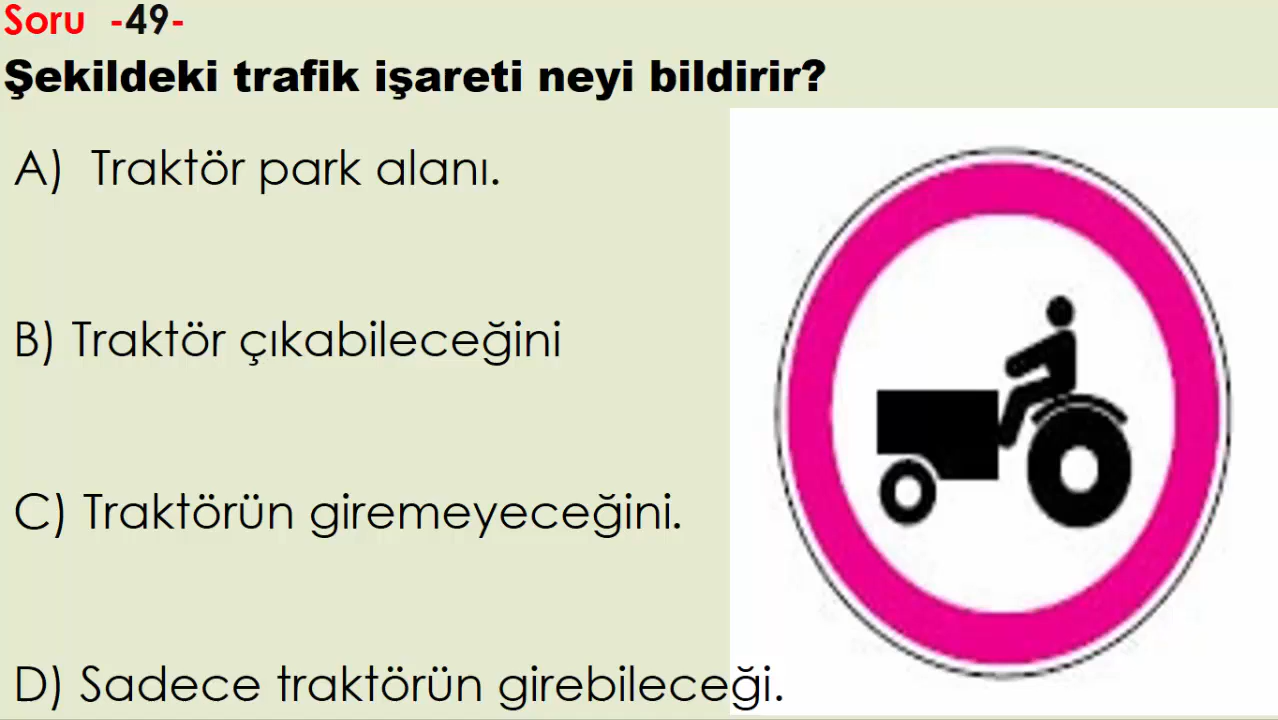 Soru -49-
Şekildeki trafik işareti neyi bildirir?
A) Traktör park alanı.
B) Traktör çıkabileceğini
C) Traktörün giremeyeceğini.
D) Sadece traktörün girebileceği.